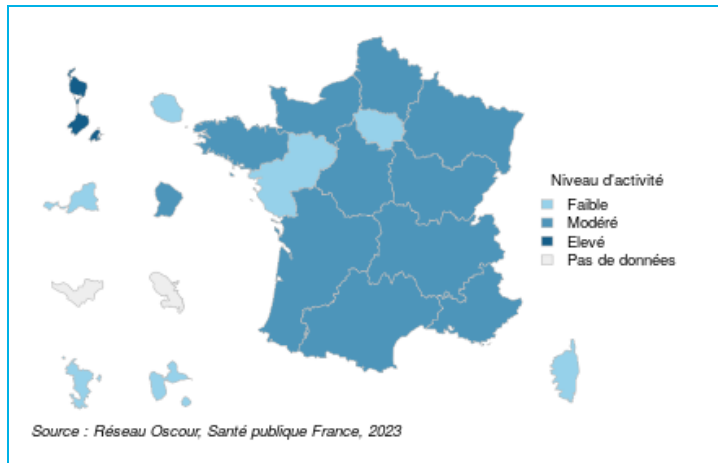 Niveau d'activité
Faible
Modéré
Elevé
Pas de données
Source : Réseau Oscour, Santé publique France, 2023